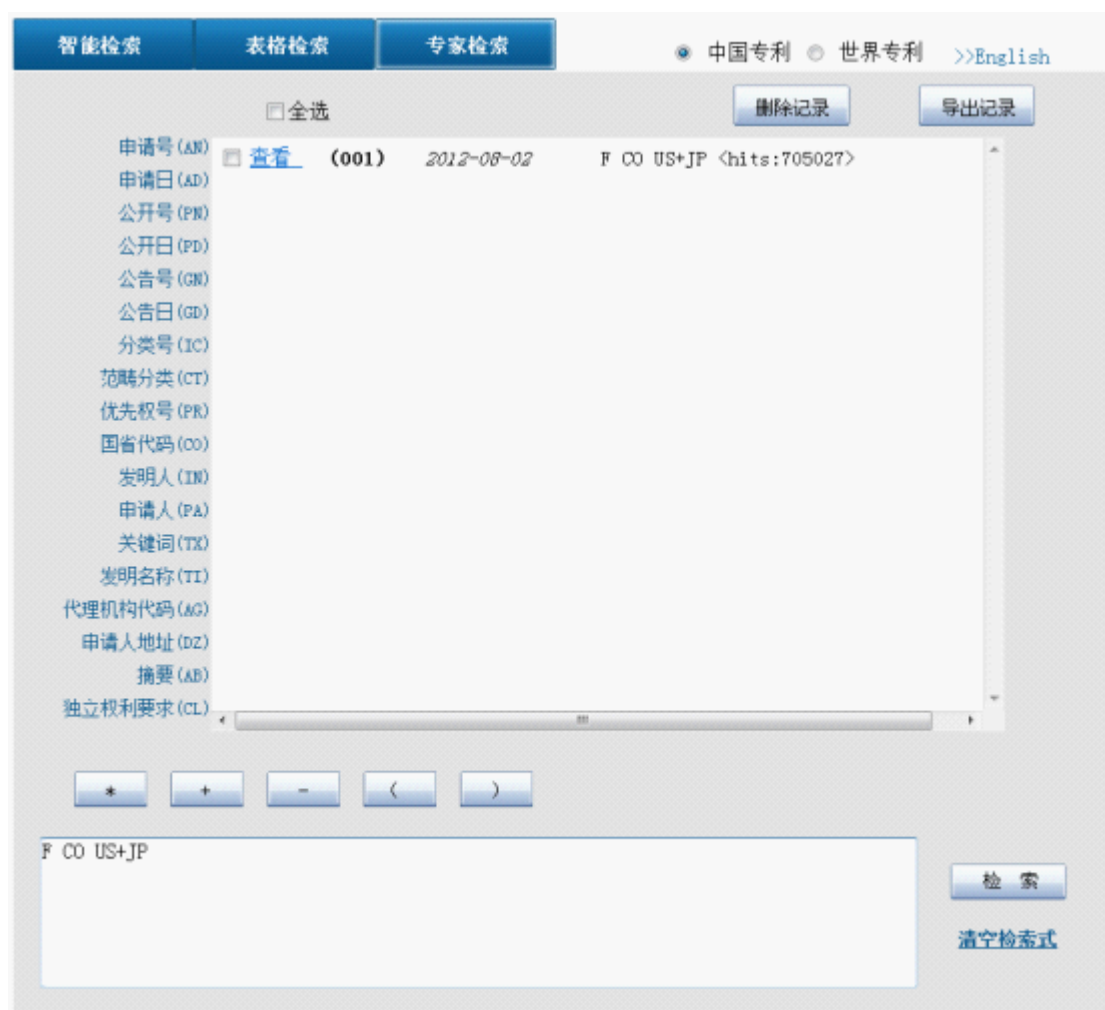 智能检索 表格检索 专家检索 中国专利 世界专利 >>English
全选 删除记录 导出记录
申请号(AN)
查看 (001) 2012-08-02 F CO US+JP <hits:705027>
申请日(AD)
公开号(PN)
公开日(PD)
公告号(GN)
公告日(GD)
分类号(IC)
范畴分类(CT)
优先权号(PR)
国省代码(CO)
发明人(IN)
申请人(PA)
关键词(TX)
发明名称(TI)
代理机构代码(AG)
申请人地址(DZ)
摘要(AB)
独立权利要求(CL)
* + - ( )
F CO US+JP
检 索
清空检索式